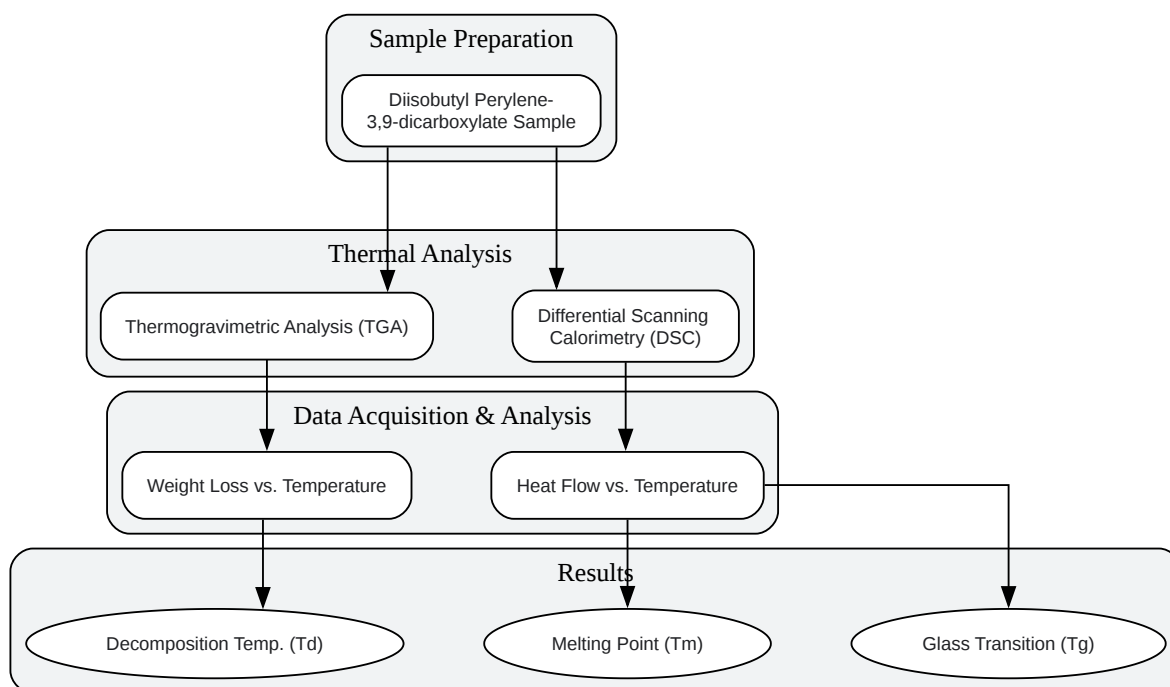 Sample Preparation
Diisobutyl Perylene-
3,9-dicarboxylate Sample
Thermal Analysis
Thermogravimetric Analysis (TGA)
Differential Scanning
Calorimetry (DSC)
Data Acquisition & Analysis
Weight Loss vs. Temperature
Heat Flow vs. Temperature
Results
Decomposition Temp. (Td)
Melting Point (Tm)
Glass Transition (Tg)